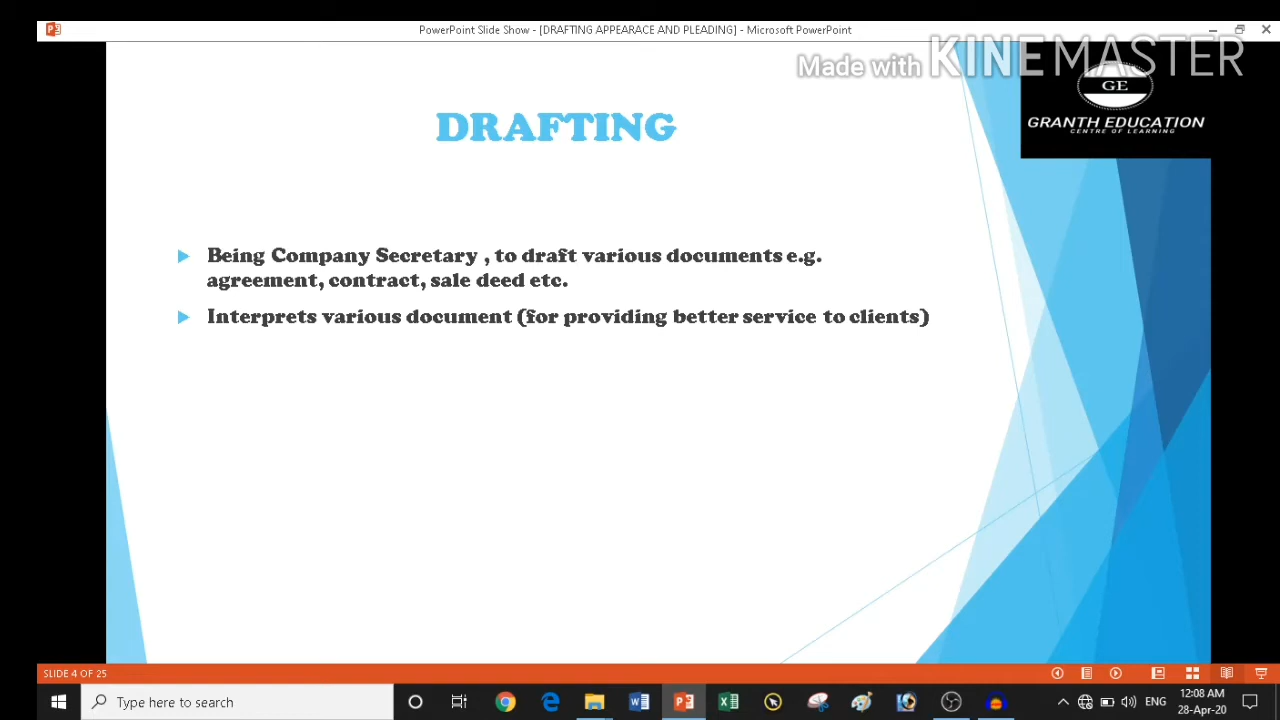 PowerPoint Slide Show - [DRAFTING APPEARACE AND PLEADING] - Microsoft PowerPoint
Made with KINEMASTER
GE
GRANTH EDUCATION
CENTRE OF LEARNING
DRAFTING
Being Company Secretary , to draft various documents e.g.
agreement, contract, sale deed etc.
Interprets various document (for providing better service to clients)
SLIDE 4 OF 25
Type here to search
ENG
12:08 AM
28-Apr-20